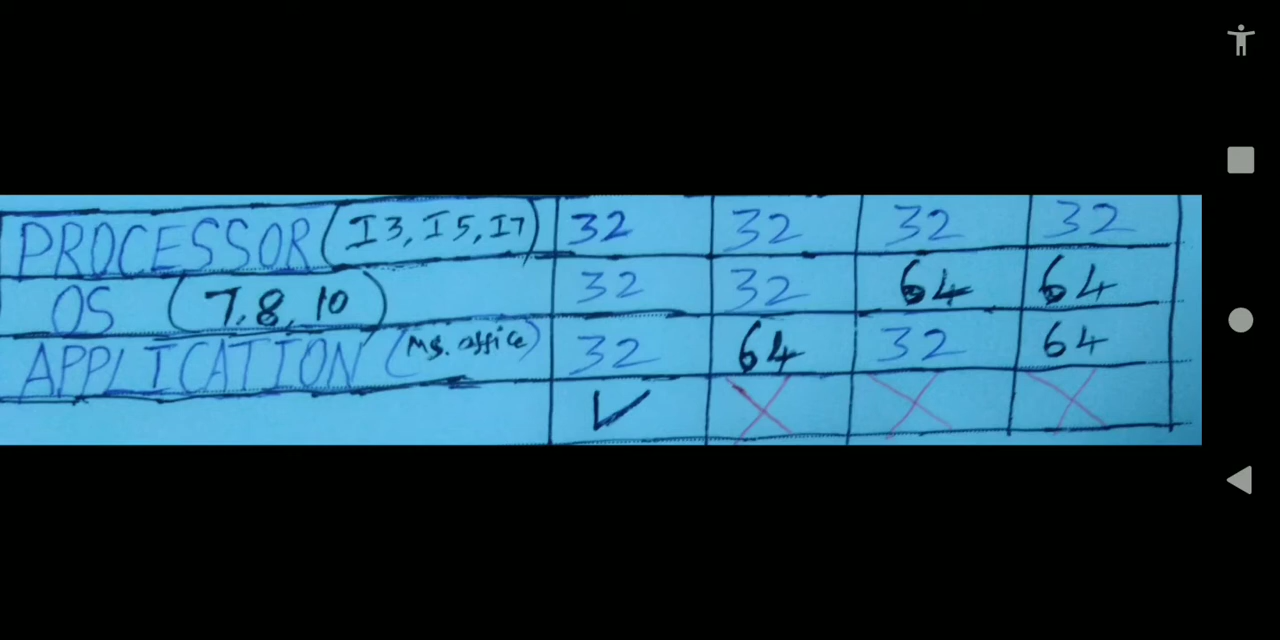 PROCESSOR (I3, I5, I7) 32 32 32 32
OS (7, 8, 10) 32 32 64 64
APPLICATION (Ms. office) 32 64 32 64
✓ X X X